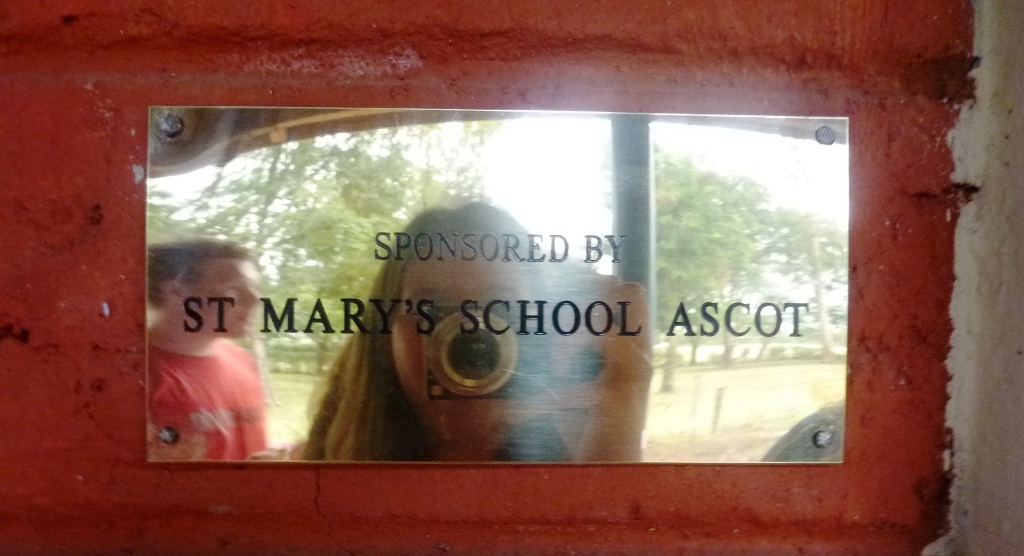 SPONSORED BY
ST MARY'S SCHOOL ASCOT